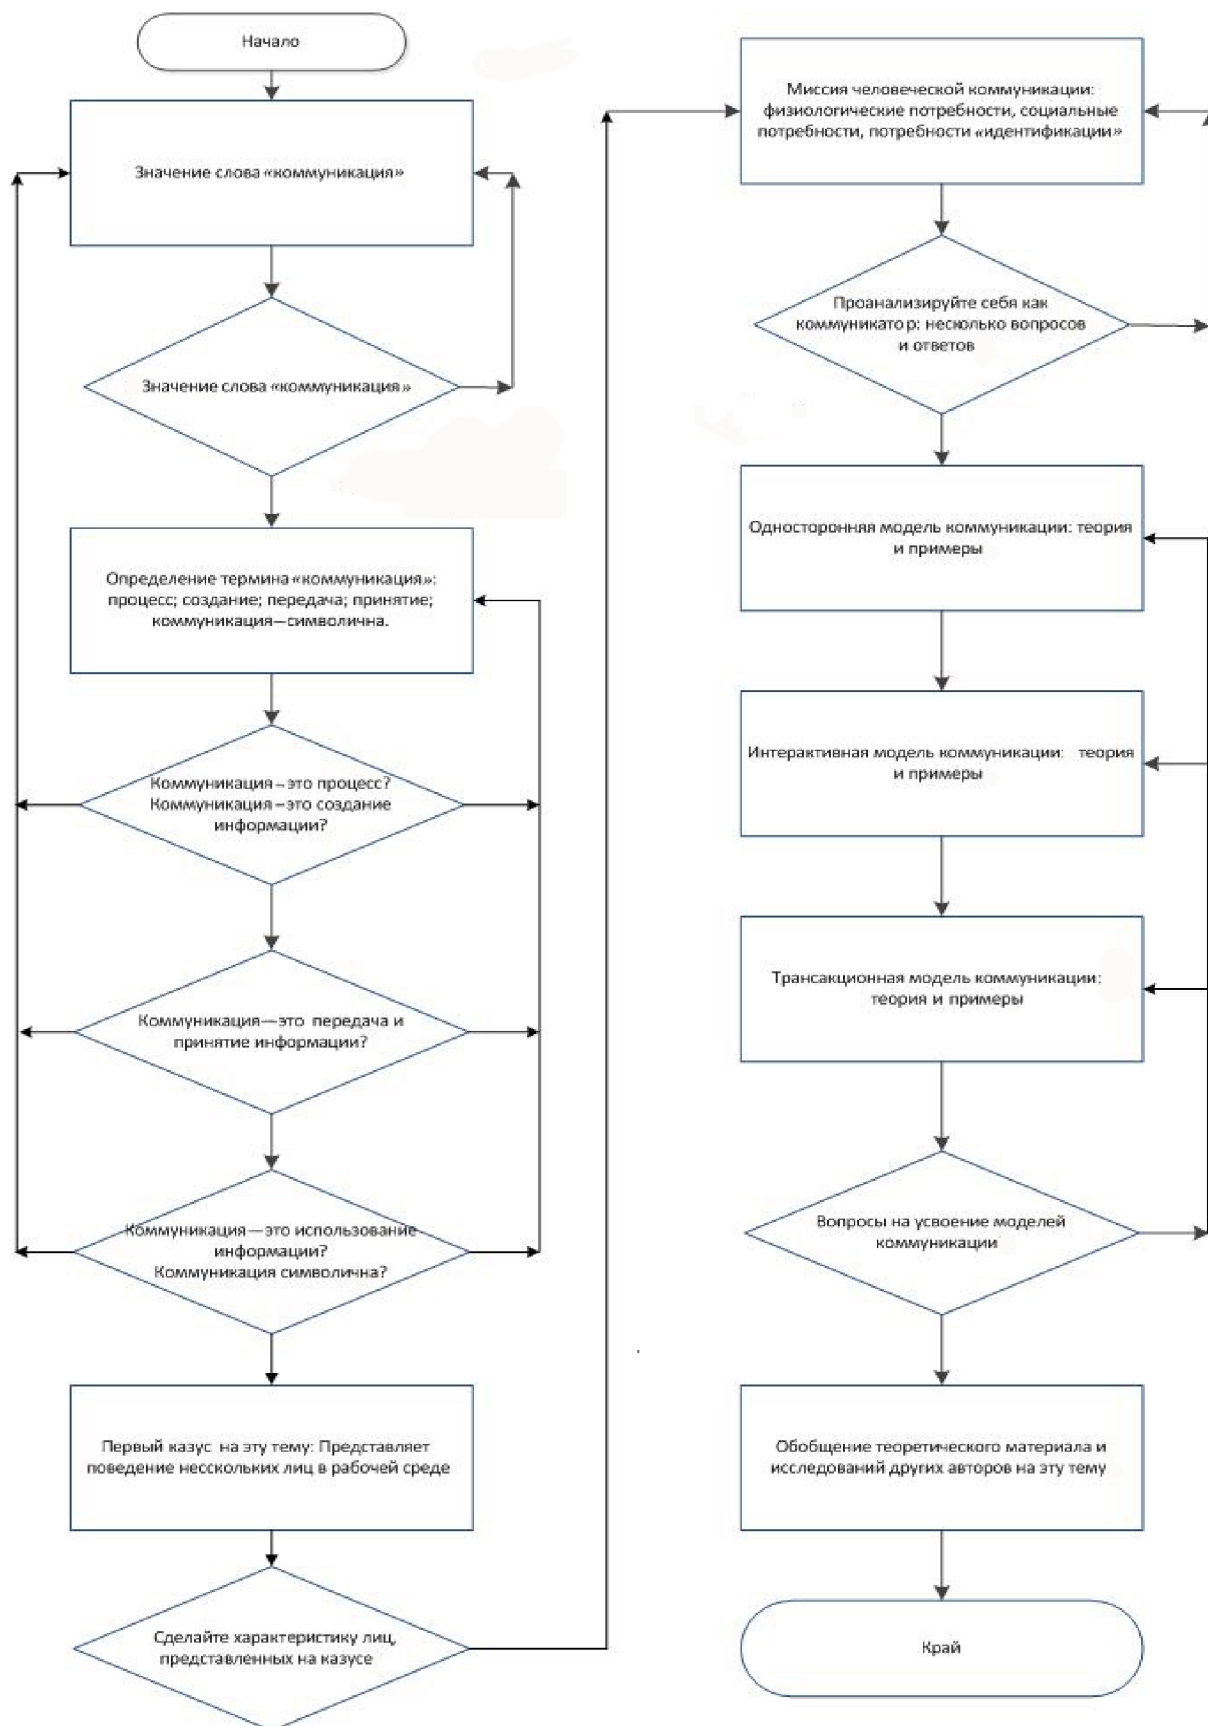 Начало
Значение слова «коммуникация»
Значение слова «коммуникация»
Определение термина «коммуникация»:
процесс; создание; передача; принятие;
коммуникация—символична.
Коммуникация – это процесс?
Коммуникация – это создание
информации?
Коммуникация—это передача и
принятие информации?
Коммуникация—это использование
информации?
Коммуникация символична?
Первый казус на эту тему: Представляет
поведение несскольких лиц в рабочей среде
Сделайте характеристику лиц,
представленных на казусе
Миссия человеческой коммуникации:
физиологические потребности, социальные
потребности, потребности «идентификации»
Проанализируйте себя как
коммуникатор: несколько вопросов
и ответов
Односторонняя модель коммуникации: теория
и примеры
Интерактивная модель коммуникации: теория
и примеры
Трансакционная модель коммуникации:
теория и примеры
Вопросы на усвоение моделей
коммуникации
Обобщение теоретического материала и
исследований других авторов на эту тему
Край